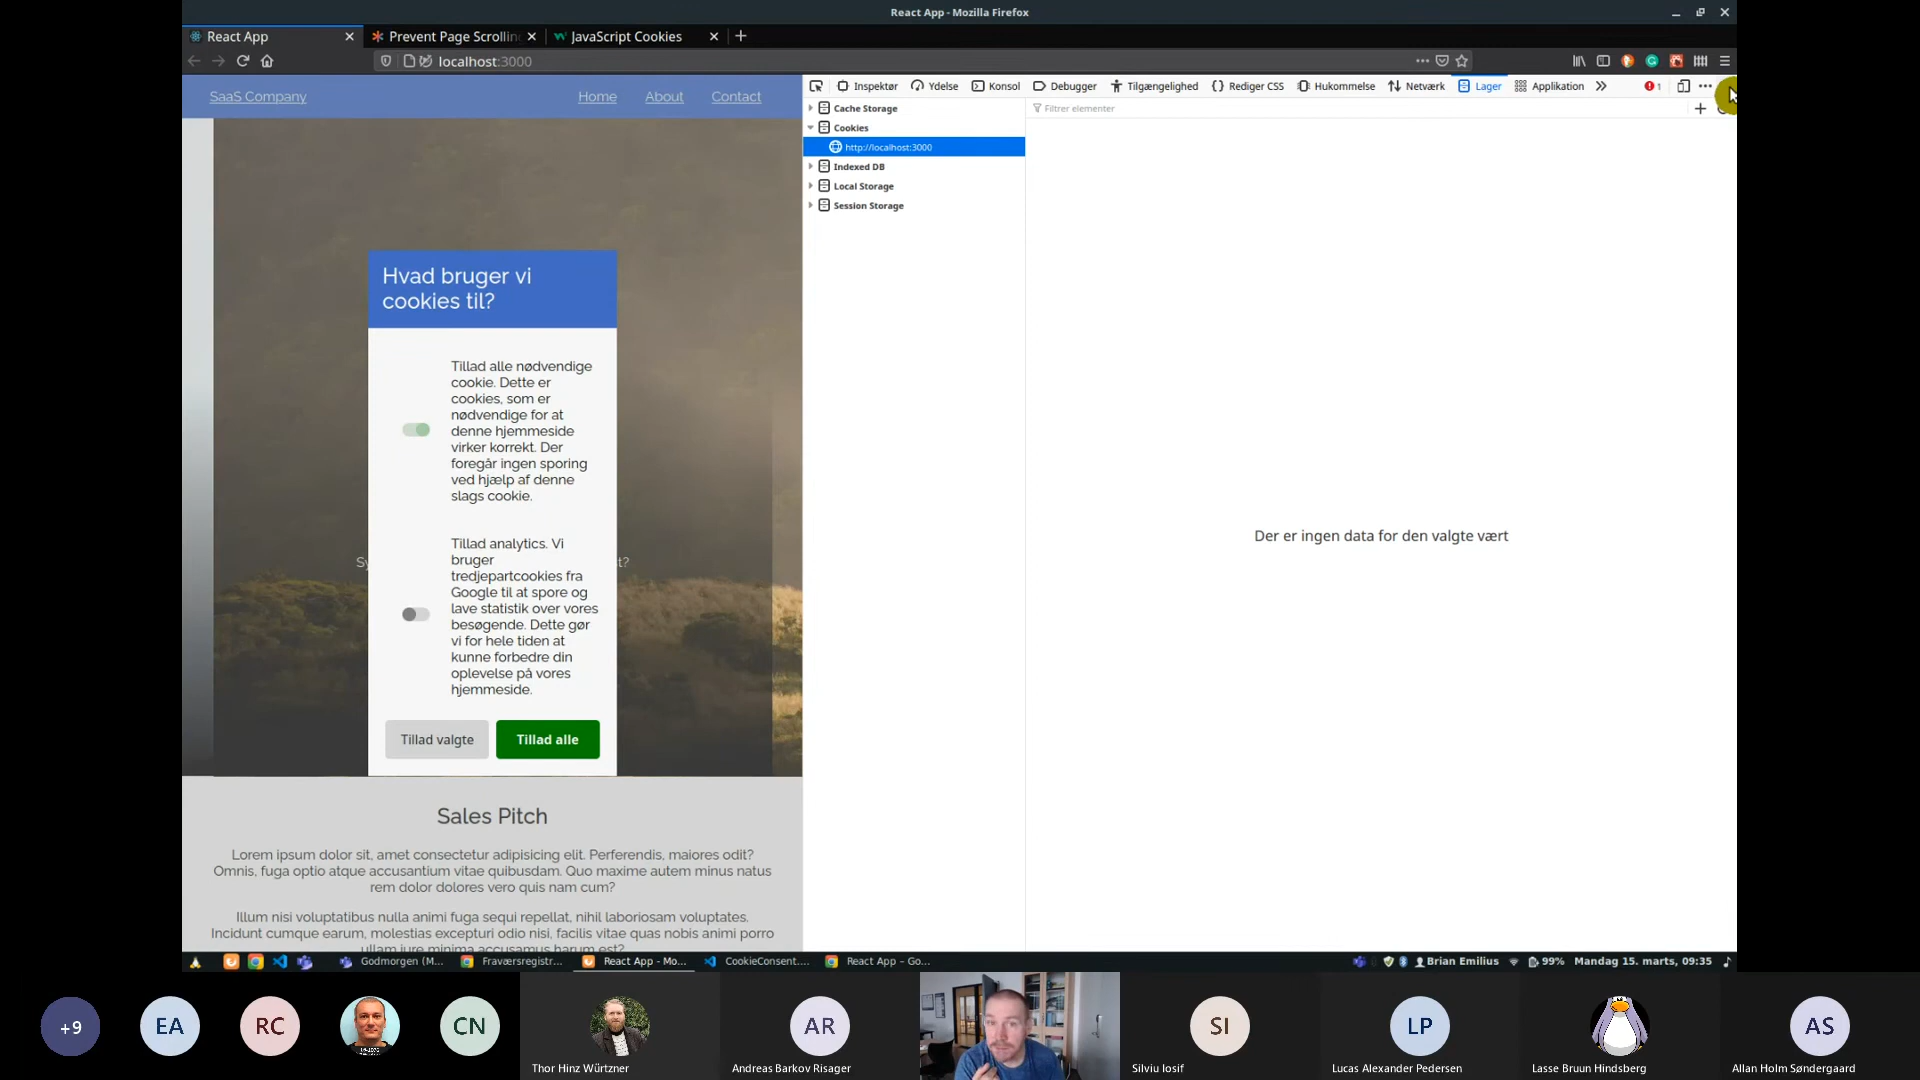 React App - Mozilla Firefox
React App
Prevent Page Scrollin
JavaScript Cookies
localhost:3000
SaaS Company
Home
About
Contact
Inspektør
Ydelse
Konsol
Debugger
Tilgængelighed
Rediger CSS
Hukommelse
Netværk
Lager
Applikation
1
Cache Storage
Cookies
http://localhost:3000
Indexed DB
Local Storage
Session Storage
Filtrer elementer
Der er ingen data for den valgte vært
Hvad bruger vi
cookies til?
Tillad alle nødvendige
cookie. Dette er
cookies, som er
nødvendige for at
denne hjemmeside
virker korrekt. Der
foregår ingen sporing
ved hjælp af denne
slags cookie.
Sy
t?
Tillad analytics. Vi
bruger
tredjepartcookies fra
Google til at spore og
lave statistik over vores
besøgende. Dette gør
vi for hele tiden at
kunne forbedre din
oplevelse på vores
hjemmeside.
Tillad valgte
Tillad alle
Sales Pitch
Lorem ipsum dolor sit, amet consectetur adipisicing elit. Perferendis, maiores odit?
Omnis, fuga optio atque accusantium vitae quibusdam. Quo maxime autem minus natus
rem dolor dolores vero quis nam cum?
Illum nisi voluptatibus nulla animi fuga sequi repellat, nihil laboriosam voluptates.
Incidunt cumque earum, molestias excepturi odio nisi, facilis vitae quas nobis animi porro
ullam iure minima accusamus harum est?
Godmorgen (M...
Fraværsregistr...
React App - Mo...
CookieConsent....
React App – Go...
Brian Emilius
99%
Mandag 15. marts, 09:35
+9
EA
RC
CN
AR
SI
LP
AS
Thor Hinz Würtzner
Andreas Barkov Risager
Silviu Iosif
Lucas Alexander Pedersen
Lasse Bruun Hindsberg
Allan Holm Søndergaard